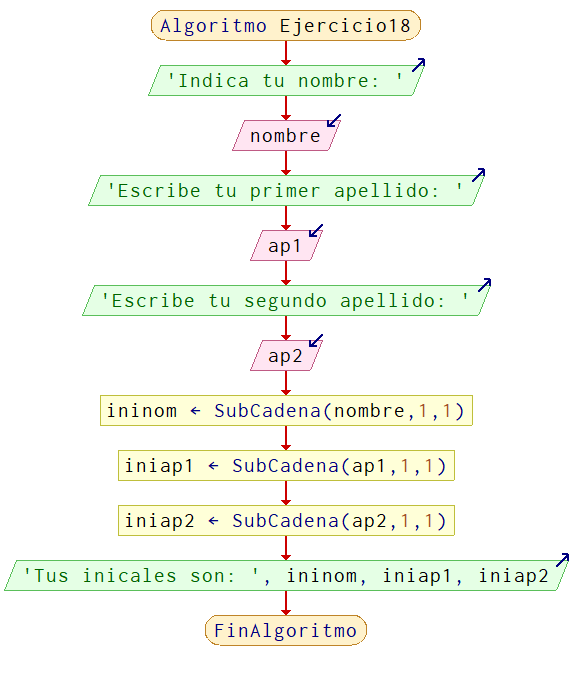 Algoritmo Ejercicio18
'Indica tu nombre: '
nombre
'Escribe tu primer apellido: '
ap1
'Escribe tu segundo apellido: '
ap2
ininom ← SubCadena(nombre,1,1)
iniap1 ← SubCadena(ap1,1,1)
iniap2 ← SubCadena(ap2,1,1)
'Tus inicales son: ', ininom, iniap1, iniap2
FinAlgoritmo